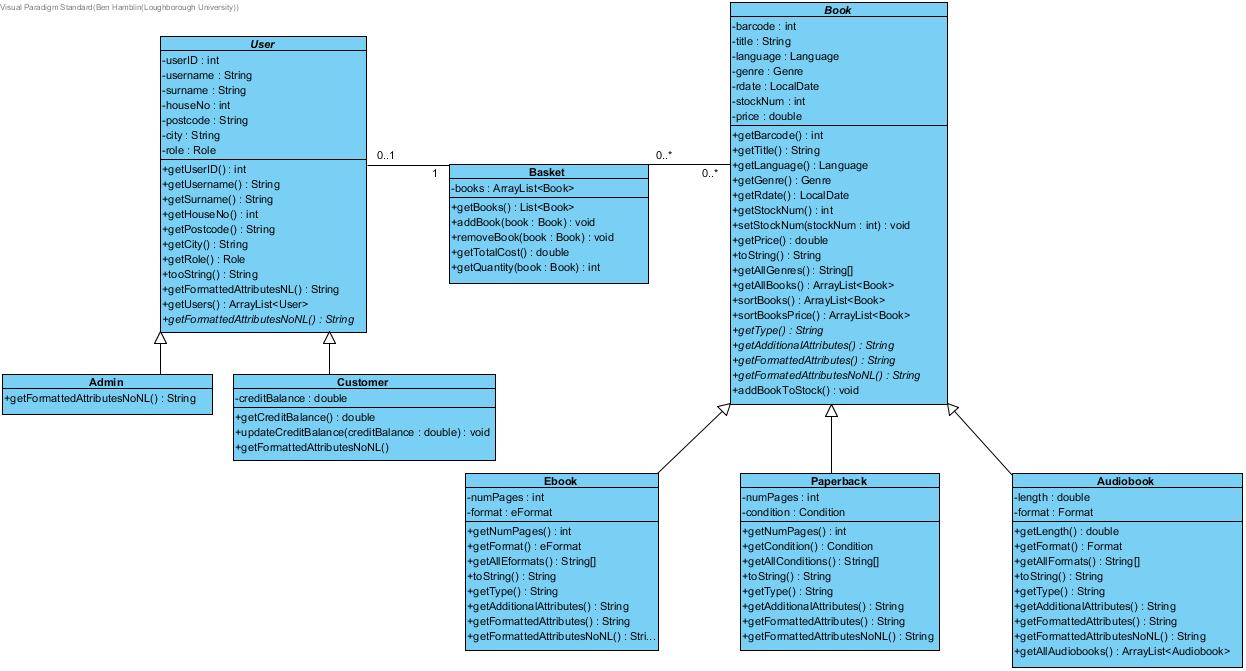 Visual Paradigm Standard(Ben Hamblin(Loughborough University))
User
-userID : int
-username : String
-surname : String
-houseNo : int
-postcode : String
-city : String
-role : Role
+getUserID() : int
+getUsername() : String
+getSurname() : String
+getHouseNo() : int
+getPostcode() : String
+getCity() : String
+getRole() : Role
+tooString() : String
+getFormattedAttributesNL() : String
+getUsers() : ArrayList<User>
+getFormattedAttributesNoNL() : String
0..1
1
Basket
-books : ArrayList<Book>
+getBooks() : List<Book>
+addBook(book : Book) : void
+removeBook(book : Book) : void
+getTotalCost() : double
+getQuantity(book : Book) : int
0..*
0..*
Book
-barcode : int
-title : String
-language : Language
-genre : Genre
-rdate : LocalDate
-stockNum : int
-price : double
+getBarcode() : int
+getTitle() : String
+getLanguage() : Language
+getGenre() : Genre
+getRdate() : LocalDate
+getStockNum() : int
+setStockNum(stockNum : int) : void
+getPrice() : double
+toString() : String
+getAllGenres() : String[]
+getAllBooks() : ArrayList<Book>
+sortBooks() : ArrayList<Book>
+sortBooksPrice() : ArrayList<Book>
+getType() : String
+getAdditionalAttributes() : String
+getFormattedAttributes() : String
+getFormattedAttributesNoNL() : String
+addBookToStock() : void
Admin
+getFormattedAttributesNoNL() : String
Customer
-creditBalance : double
+getCreditBalance() : double
+updateCreditBalance(creditBalance : double) : void
+getFormattedAttributesNoNL()
Ebook
-numPages : int
-format : eFormat
+getNumPages() : int
+getFormat() : eFormat
+getAllEformats() : String[]
+toString() : String
+getType() : String
+getAdditionalAttributes() : String
+getFormattedAttributes() : String
+getFormattedAttributesNoNL() : Stri...
Paperback
-numPages : int
-condition : Condition
+getNumPages() : int
+getCondition() : Condition
+getAllConditions() : String[]
+toString() : String
+getType() : String
+getAdditionalAttributes() : String
+getFormattedAttributes() : String
+getFormattedAttributesNoNL() : String
Audiobook
-length : double
-format : Format
+getLength() : double
+getFormat() : Format
+getAllFormats() : String[]
+toString() : String
+getType() : String
+getAdditionalAttributes() : String
+getFormattedAttributes() : String
+getFormattedAttributesNoNL() : String
+getAllAudiobooks() : ArrayList<Audiobook>